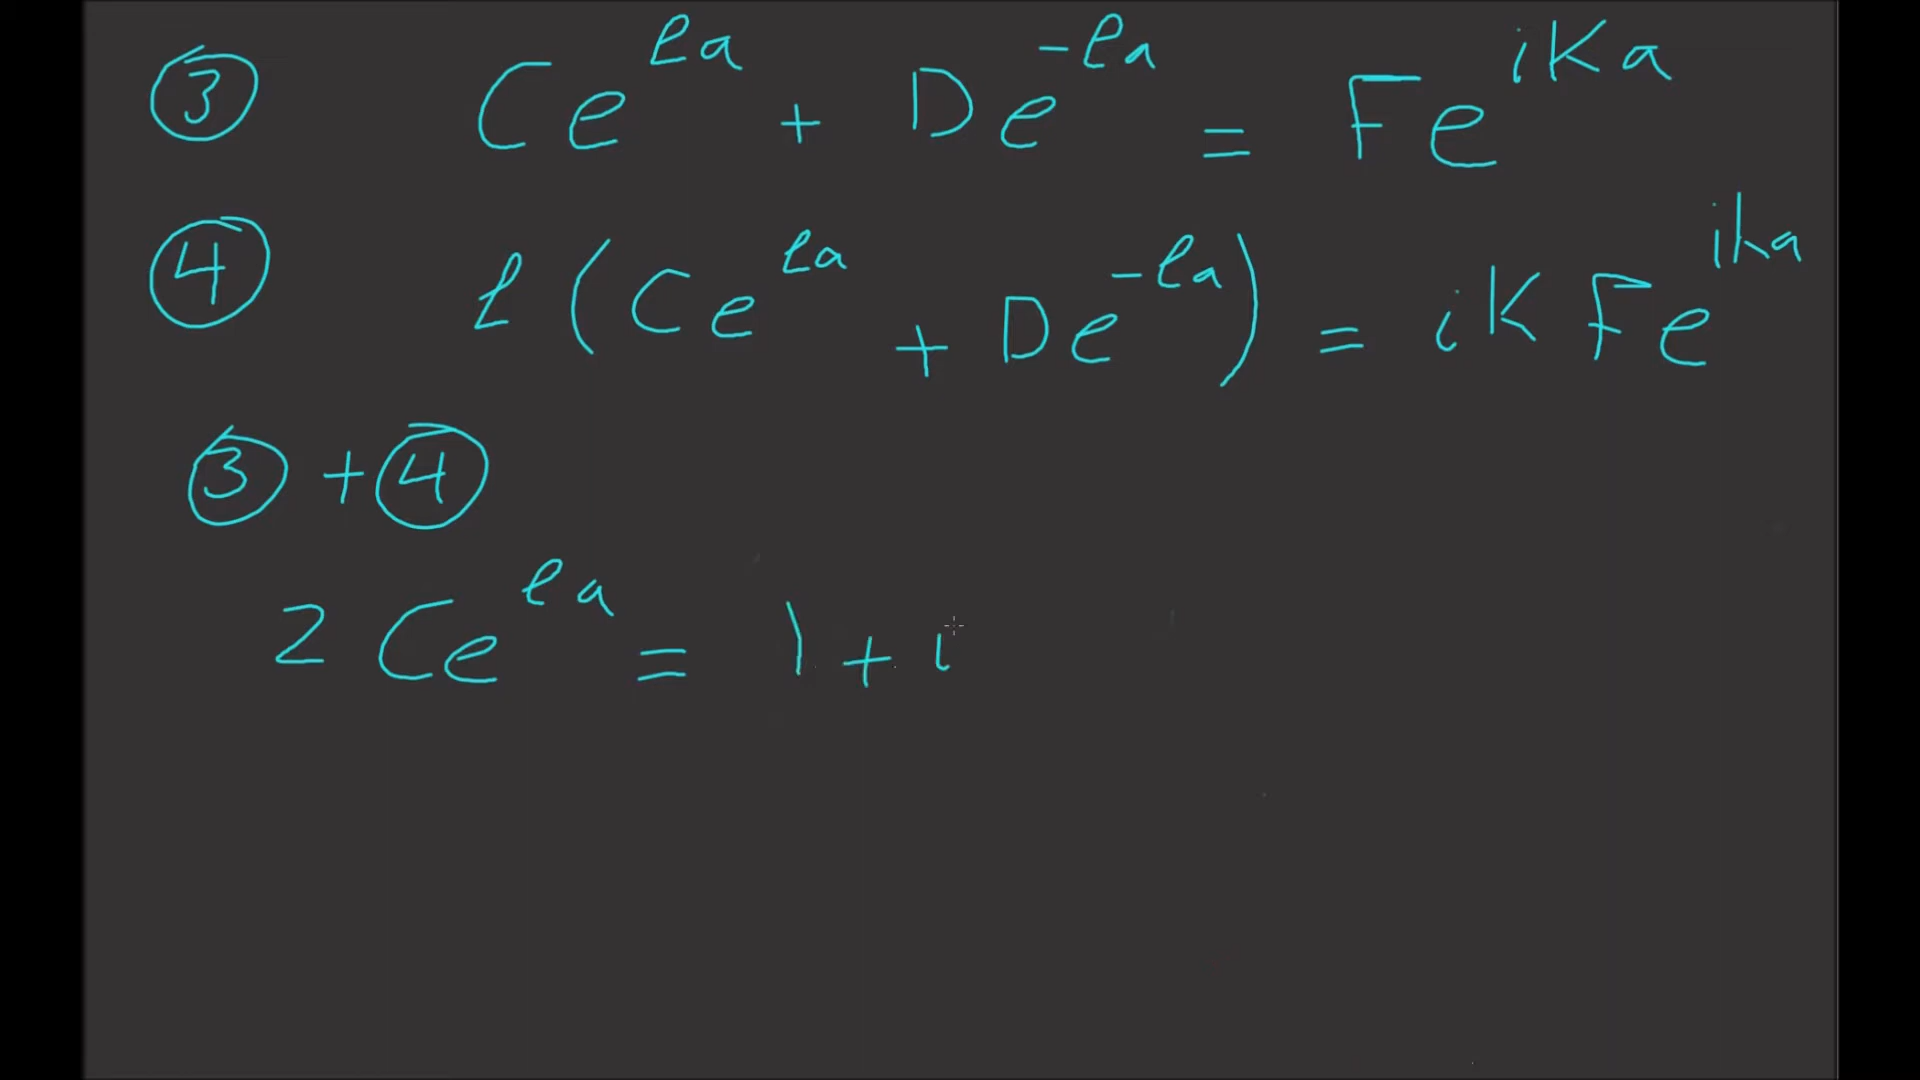 ③ Ce^{la} + De^{-la} = Fe^{iKa}
④ l(Ce^{la} + De^{-la}) = iKFe^{ika}
③ + ④
2Ce^{la} = 1 + i